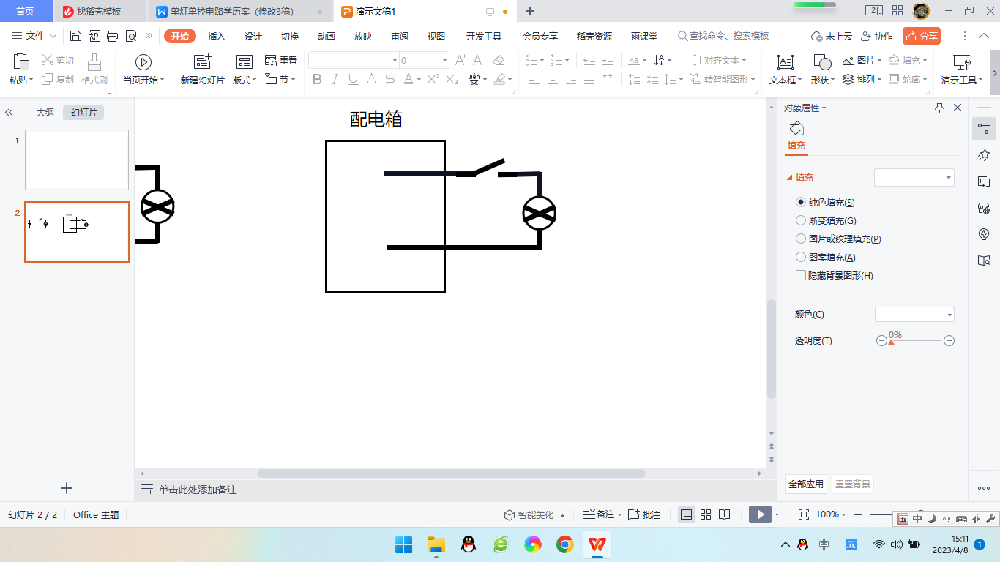 首页 找稻壳模板 单灯单控电路学历案（修改3稿） 演示文稿1
文件 开始 插入 设计 切换 动画 放映 审阅 视图 开发工具 会员专享 稻壳资源 雨课堂 查找命令、搜索模板 未上云 协作 分享
粘贴 剪切 复制 格式刷 当页开始 新建幻灯片 版式 重置 节 0 对齐文本 转智能图形 文本框 形状 图片 排列 填充 轮廓 演示工具
大纲 幻灯片
1
2
配电箱
对象属性
填充
填充
纯色填充(S)
渐变填充(G)
图片或纹理填充(P)
图案填充(A)
隐藏背景图形(H)
颜色(C)
透明度(T) 0%
全部应用 重置背景
单击此处添加备注
幻灯片 2 / 2 Office 主题 智能美化 备注 批注 100%
五 中
中 五 15:11
2023/4/8 1